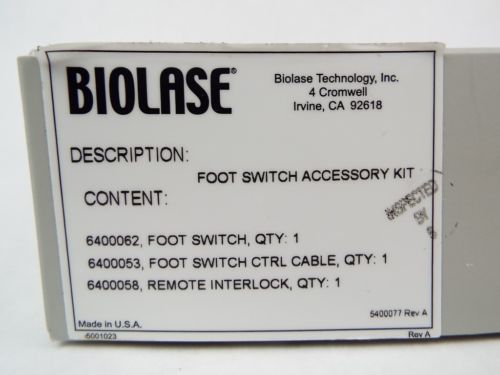 BIOLASE®
Biolase Technology, Inc.
4 Cromwell
Irvine, CA 92618
DESCRIPTION:
FOOT SWITCH ACCESSORY KIT
CONTENT:
INSPECTED
BY
6400062, FOOT SWITCH, QTY: 1
6400053, FOOT SWITCH CTRL CABLE, QTY: 1
6400058, REMOTE INTERLOCK, QTY: 1
5400077 Rev A
Made in U.S.A.
5001023
Rev A